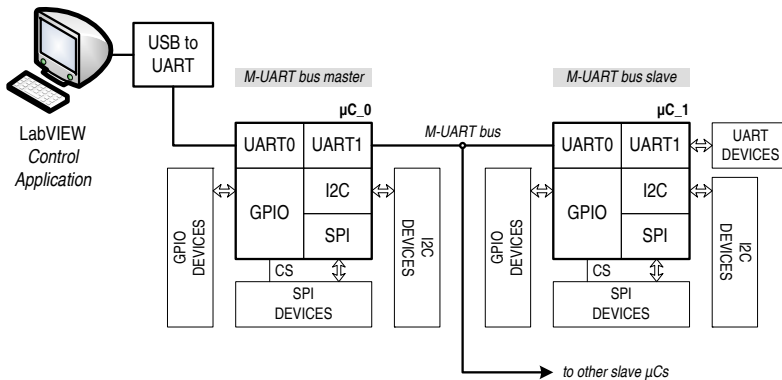 USB to
UART
LabVIEW
Control
Application
M-UART bus master
µC_0
UART0
UART1
GPIO
I2C
SPI
GPIO
DEVICES
I2C
DEVICES
CS
SPI
DEVICES
M-UART bus
M-UART bus slave
µC_1
UART0
UART1
GPIO
I2C
SPI
UART
DEVICES
GPIO
DEVICES
I2C
DEVICES
CS
SPI
DEVICES
to other slave µCs